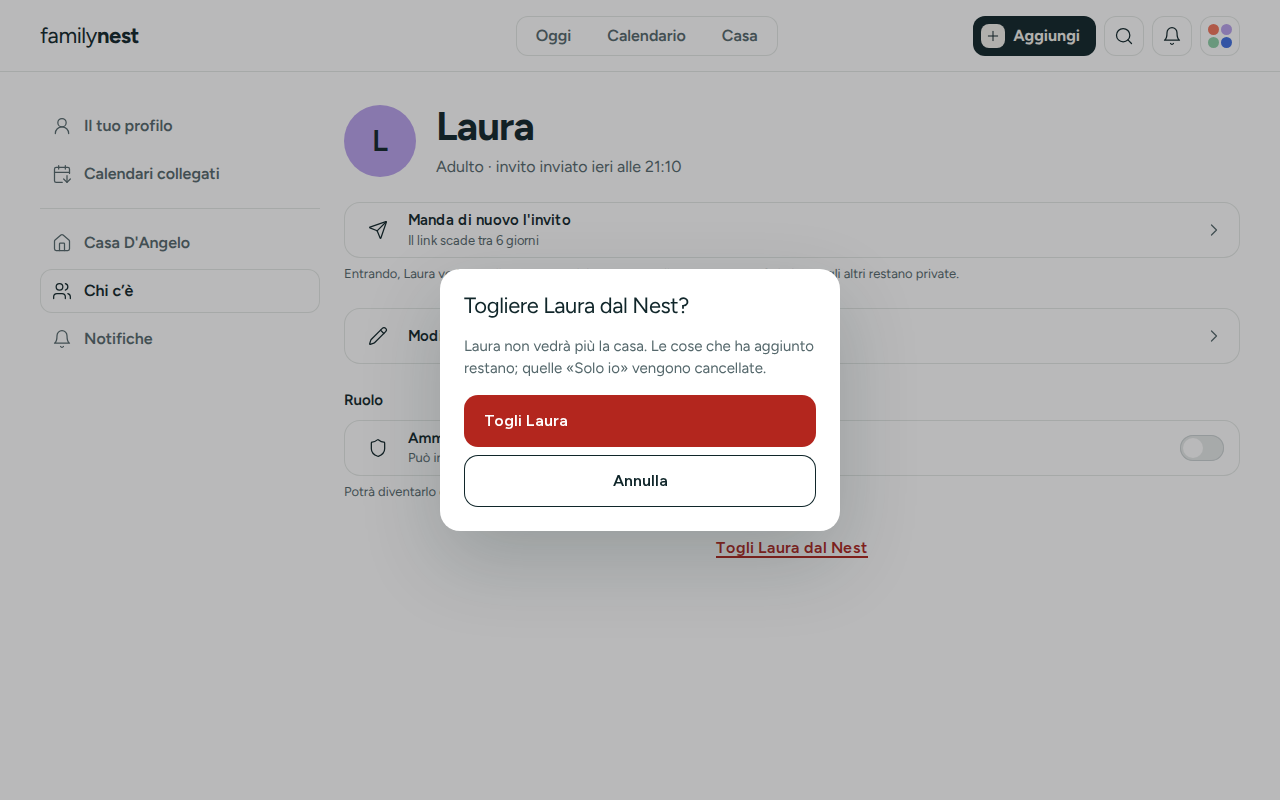 familynest
Oggi
Calendario
Casa
Aggiungi
Il tuo profilo
Calendari collegati
Casa D'Angelo
Chi c'è
Notifiche
L
Laura
Adulto · invito inviato ieri alle 21:10
Manda di nuovo l'invito
Il link scade tra 6 giorni
Entrando, Laura
gli altri restano private.
Ruolo
Potrà diventarlo
Togliere Laura dal Nest?
Laura non vedrà più la casa. Le cose che ha aggiunto
restano; quelle «Solo io» vengono cancellate.
Togli Laura
Annulla
Togli Laura dal Nest